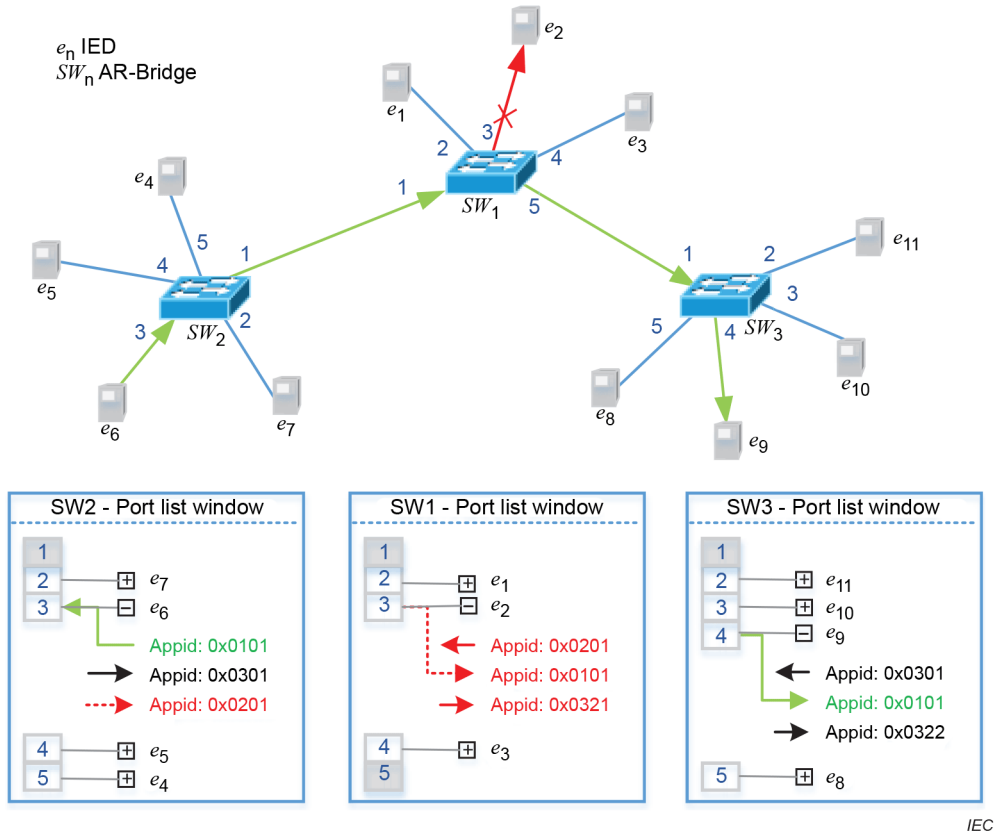 en IED
SWn AR-Bridge
e2
e1
e3
3
2
4
1
5
SW1
e4
5
1
4
e5
3
2
SW2
e6
e7
1
2
e11
3
5
4
SW3
e10
e8
e9
SW2 - Port list window
1
2 + e7
3 − e6
Appid: 0x0101
Appid: 0x0301
Appid: 0x0201
4 + e5
5 + e4
SW1 - Port list window
1
2 + e1
3 − e2
Appid: 0x0201
Appid: 0x0101
Appid: 0x0321
4 + e3
5
SW3 - Port list window
1
2 + e11
3 + e10
4 − e9
Appid: 0x0301
Appid: 0x0101
Appid: 0x0322
5 + e8
IEC